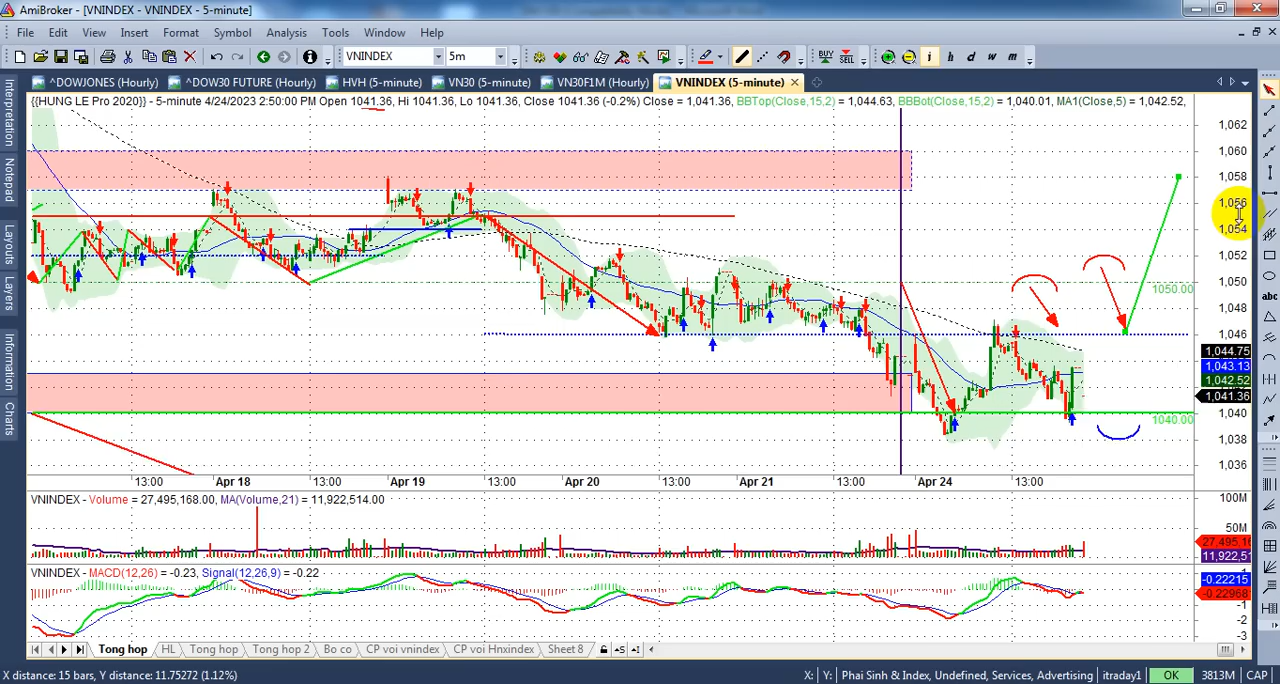 AmiBroker - [VNINDEX - 5-minute]
File Edit View Insert Format Symbol Analysis Tools Window Help
VNINDEX 5m BUY SELL i h d w m
^DOWJONES (Hourly) ^DOW30 FUTURE (Hourly) HVH (5-minute) VN30 (5-minute) VN30F1M (Hourly) VNINDEX (5-minute)
{{HUNG LE Pro 2020}} - 5-minute 4/24/2023 2:50:00 PM Open 1041.36, Hi 1041.36, Lo 1041.36, Close 1041.36 (-0.2%) Close = 1,041.36, BBTop(Close,15,2) = 1,044.63, BBBot(Close,15,2) = 1,040.01, MA1(Close,5) = 1,042.52,
Interpretation
Notepad
Layouts
Layers
Information
Charts
1,062
1,060
1,058
1,056
1,054
1,052
1,050
1050.00
1,048
1,046
1,044.75
1,043.13
1,042.52
1,041.36
1,040
1040.00
1,038
1,036
abc
13:00 Apr 18 13:00 Apr 19 13:00 Apr 20 13:00 Apr 21 13:00 Apr 24 13:00
VNINDEX - Volume = 27,495,168.00, MA(Volume,21) = 11,922,514.00
100M
50M
27,495,1
11,922,51
VNINDEX - MACD(12,26) = -0.23, Signal(12,26,9) = -0.22
-0.22215
-0.22968
-1
-2
-3
Tong hop HL Tong hop Tong hop 2 Bo co CP voi vnindex CP voi Hnxindex Sheet 8
X distance: 15 bars, Y distance: 11.75272 (1.12%) X: Y: Phai Sinh & Index, Undefined, Services, Advertising itraday1 OK 3813M CAP